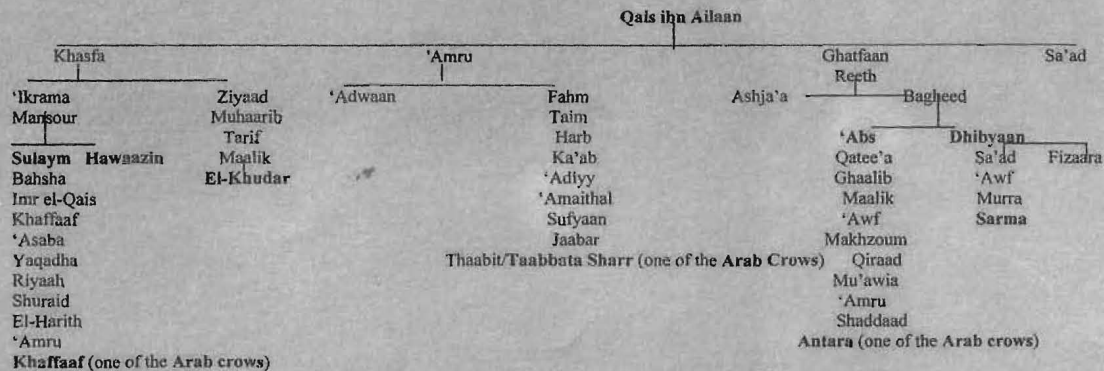 Qais ibn Ailaan
Khasfa 'Amru Ghatfaan Sa'ad
Reeth
'Ikrama Ziyaad 'Adwaan Fahm Ashja'a Bagheed
Mansour Muhaarib Taim
Tarif Harb 'Abs Dhibyaan
Sulaym Hawaazin Maalik Ka'ab Qatee'a Sa'ad Fizaara
Bahsha El-Khudar 'Adiyy Ghaalib 'Awf
Imr el-Qais 'Amaithal Maalik Murra
Khaffaaf Sufyaan 'Awf Sarma
'Asaba Jaabar Makhzoum
Yaqadha Thaabit/Taabbata Sharr (one of the Arab Crows) Qiraad
Riyaah Mu'awia
Shuraid 'Amru
El-Harith Shaddaad
'Amru Antara (one of the Arab crows)
Khaffaaf (one of the Arab crows)